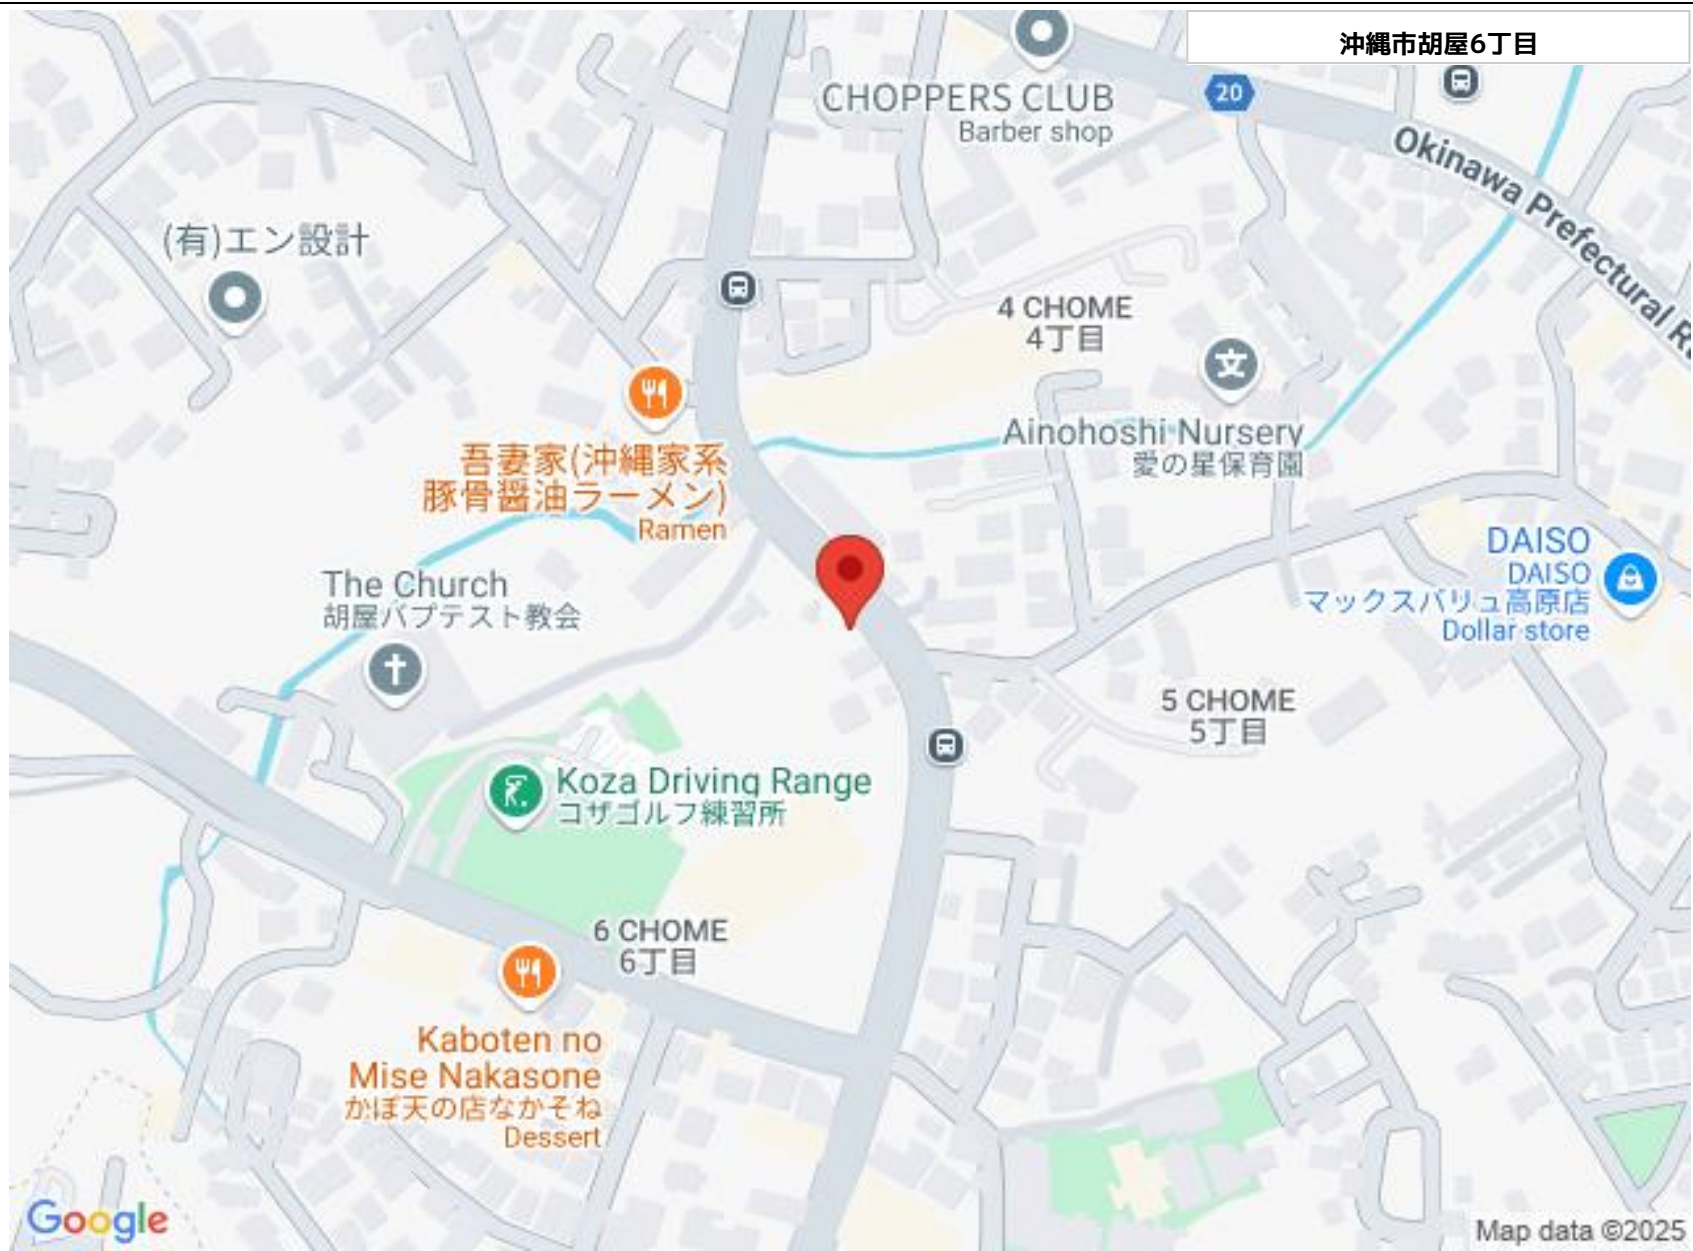 沖縄市胡屋6丁目
CHOPPERS CLUB
Barber shop
20
Okinawa Prefectural R
(有)エン設計
4 CHOME
4丁目
Ainohoshi Nursery
愛の星保育園
吾妻家(沖縄家系
豚骨醤油ラーメン)
Ramen
DAISO
DAISO
マックスバリュ高原店
Dollar store
The Church
胡屋バプテスト教会
5 CHOME
5丁目
Koza Driving Range
コザゴルフ練習所
6 CHOME
6丁目
Kaboten no
Mise Nakasone
かぼ天の店なかそね
Dessert
Google
Map data ©2025